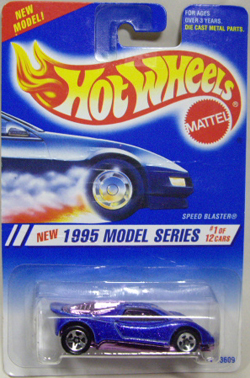 NEW
MODEL!
FOR AGES
OVER 3 YEARS.
DIE CAST METAL PARTS.
Hot Wheels
MATTEL
SPEED BLASTER®
NEW 1995 MODEL SERIES #1 OF
12 CARS
3609